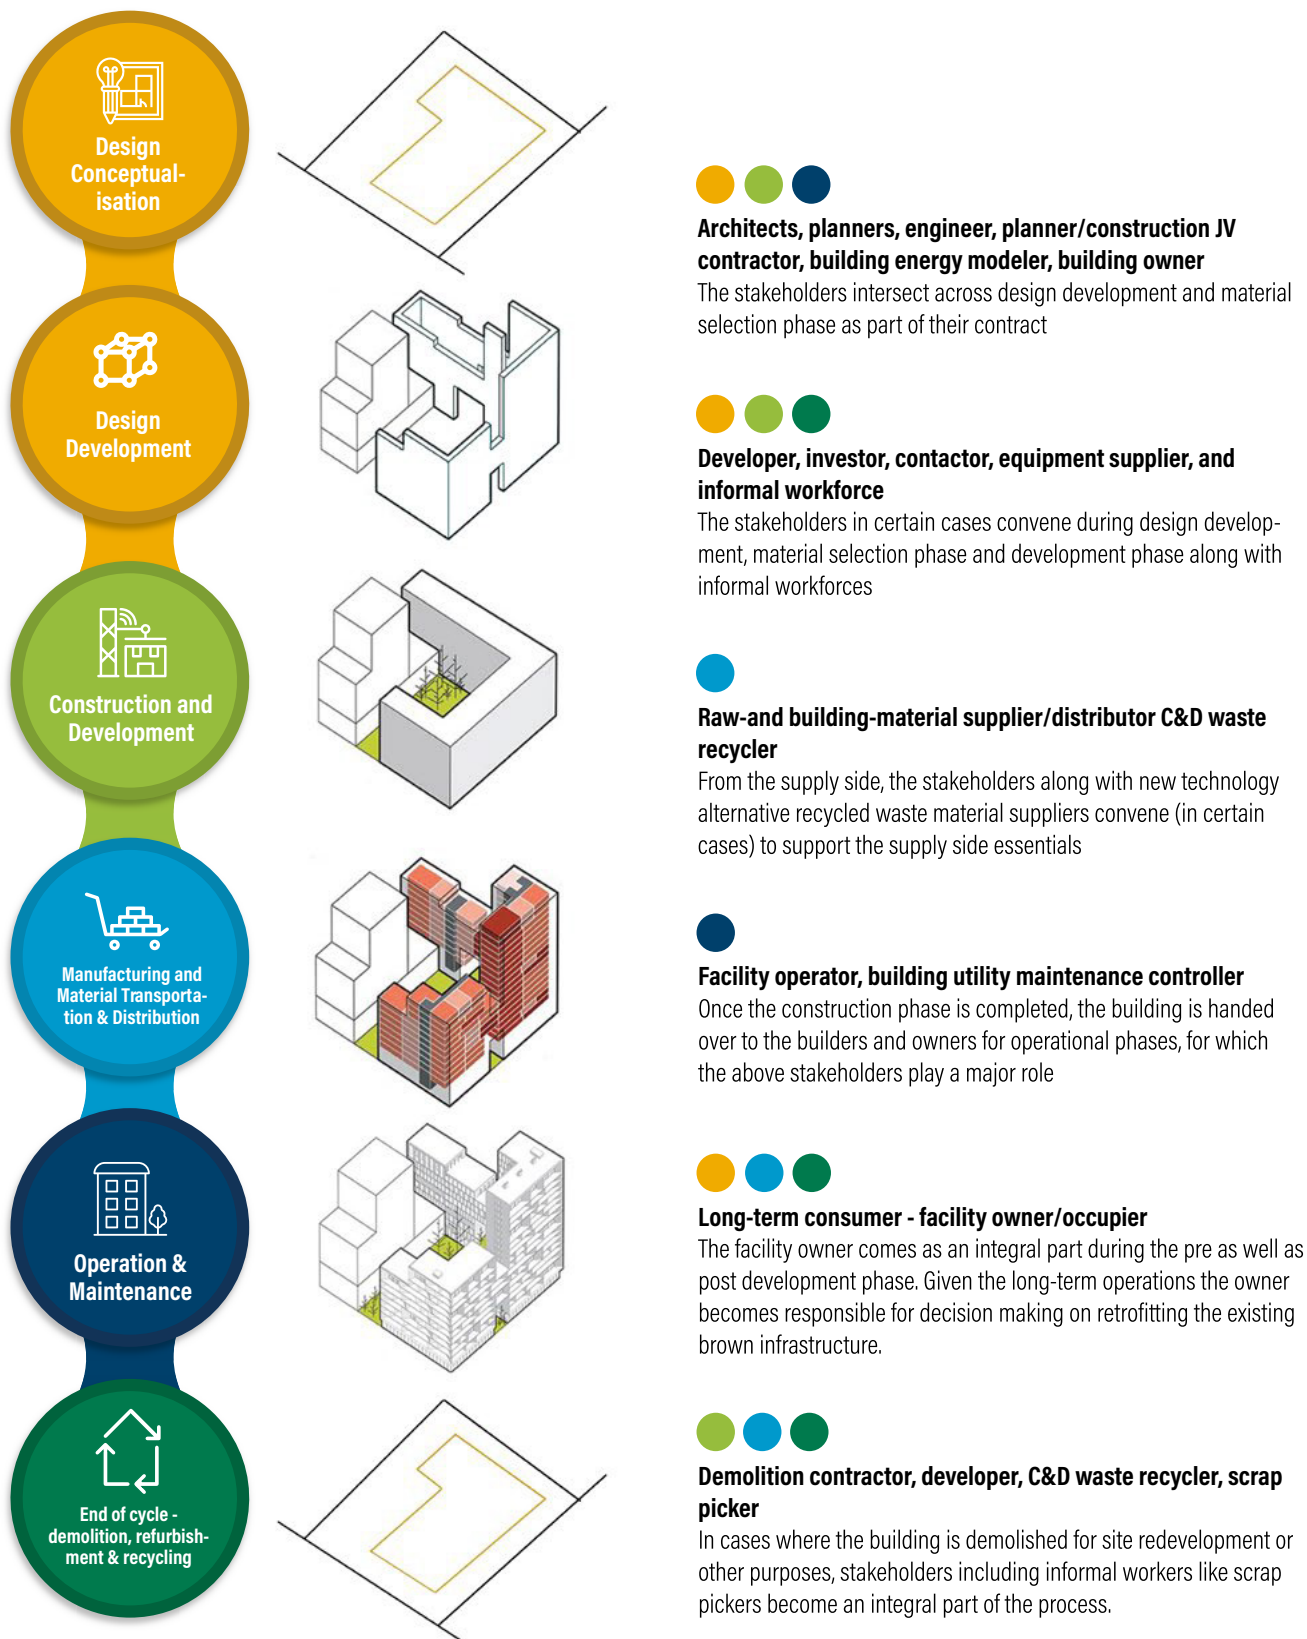 Design
Conceptual-
isation
Design
Development
Construction and
Development
Manufacturing and
Material Transporta-
tion & Distribution
Operation &
Maintenance
End of cycle -
demolition, refurbish-
ment & recycling
Architects, planners, engineer, planner/construction JV
contractor, building energy modeler, building owner
The stakeholders intersect across design development and material
selection phase as part of their contract
Developer, investor, contactor, equipment supplier, and
informal workforce
The stakeholders in certain cases convene during design develop-
ment, material selection phase and development phase along with
informal workforces
Raw-and building-material supplier/distributor C&D waste
recycler
From the supply side, the stakeholders along with new technology
alternative recycled waste material suppliers convene (in certain
cases) to support the supply side essentials
Facility operator, building utility maintenance controller
Once the construction phase is completed, the building is handed
over to the builders and owners for operational phases, for which
the above stakeholders play a major role
Long-term consumer - facility owner/occupier
The facility owner comes as an integral part during the pre as well as
post development phase. Given the long-term operations the owner
becomes responsible for decision making on retrofitting the existing
brown infrastructure.
Demolition contractor, developer, C&D waste recycler, scrap
picker
In cases where the building is demolished for site redevelopment or
other purposes, stakeholders including informal workers like scrap
pickers become an integral part of the process.